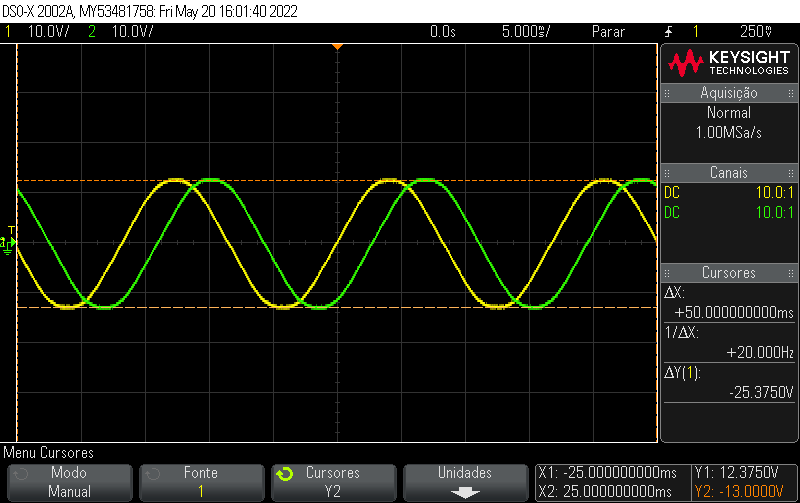 DSO-X 2002A, MY53481758: Fri May 20 16:01:40 2022
1 10.0V/ 2 10.0V/ 0.0s 5.000ms/ Parar 1 250mV
KEYSIGHT
TECHNOLOGIES
Aquisição
Normal
1.00MSa/s
Canais
DC 10.0:1
DC 10.0:1
Cursores
ΔX:
+50.000000000ms
1/ΔX:
+20.000Hz
ΔY(1):
-25.3750V
T
Menu Cursores
Modo
Manual
Fonte
1
Cursores
Y2
Unidades
X1: -25.000000000ms
X2: 25.000000000ms
Y1: 12.3750V
Y2: -13.0000V